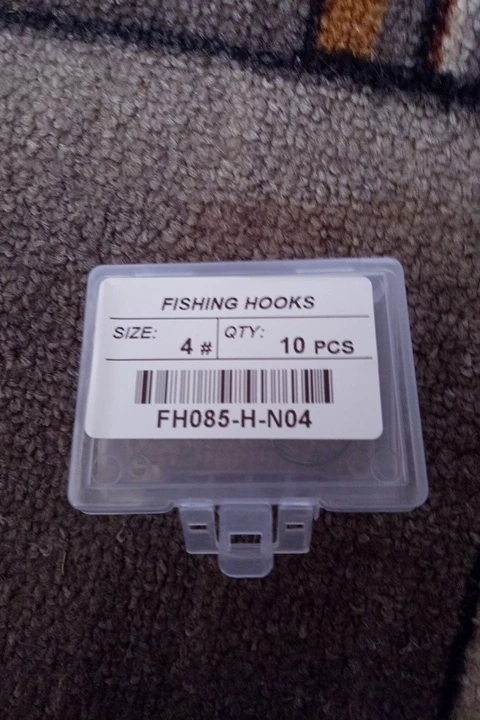 FISHING HOOKS
SIZE: 4 # QTY: 10 PCS
FH085-H-N04